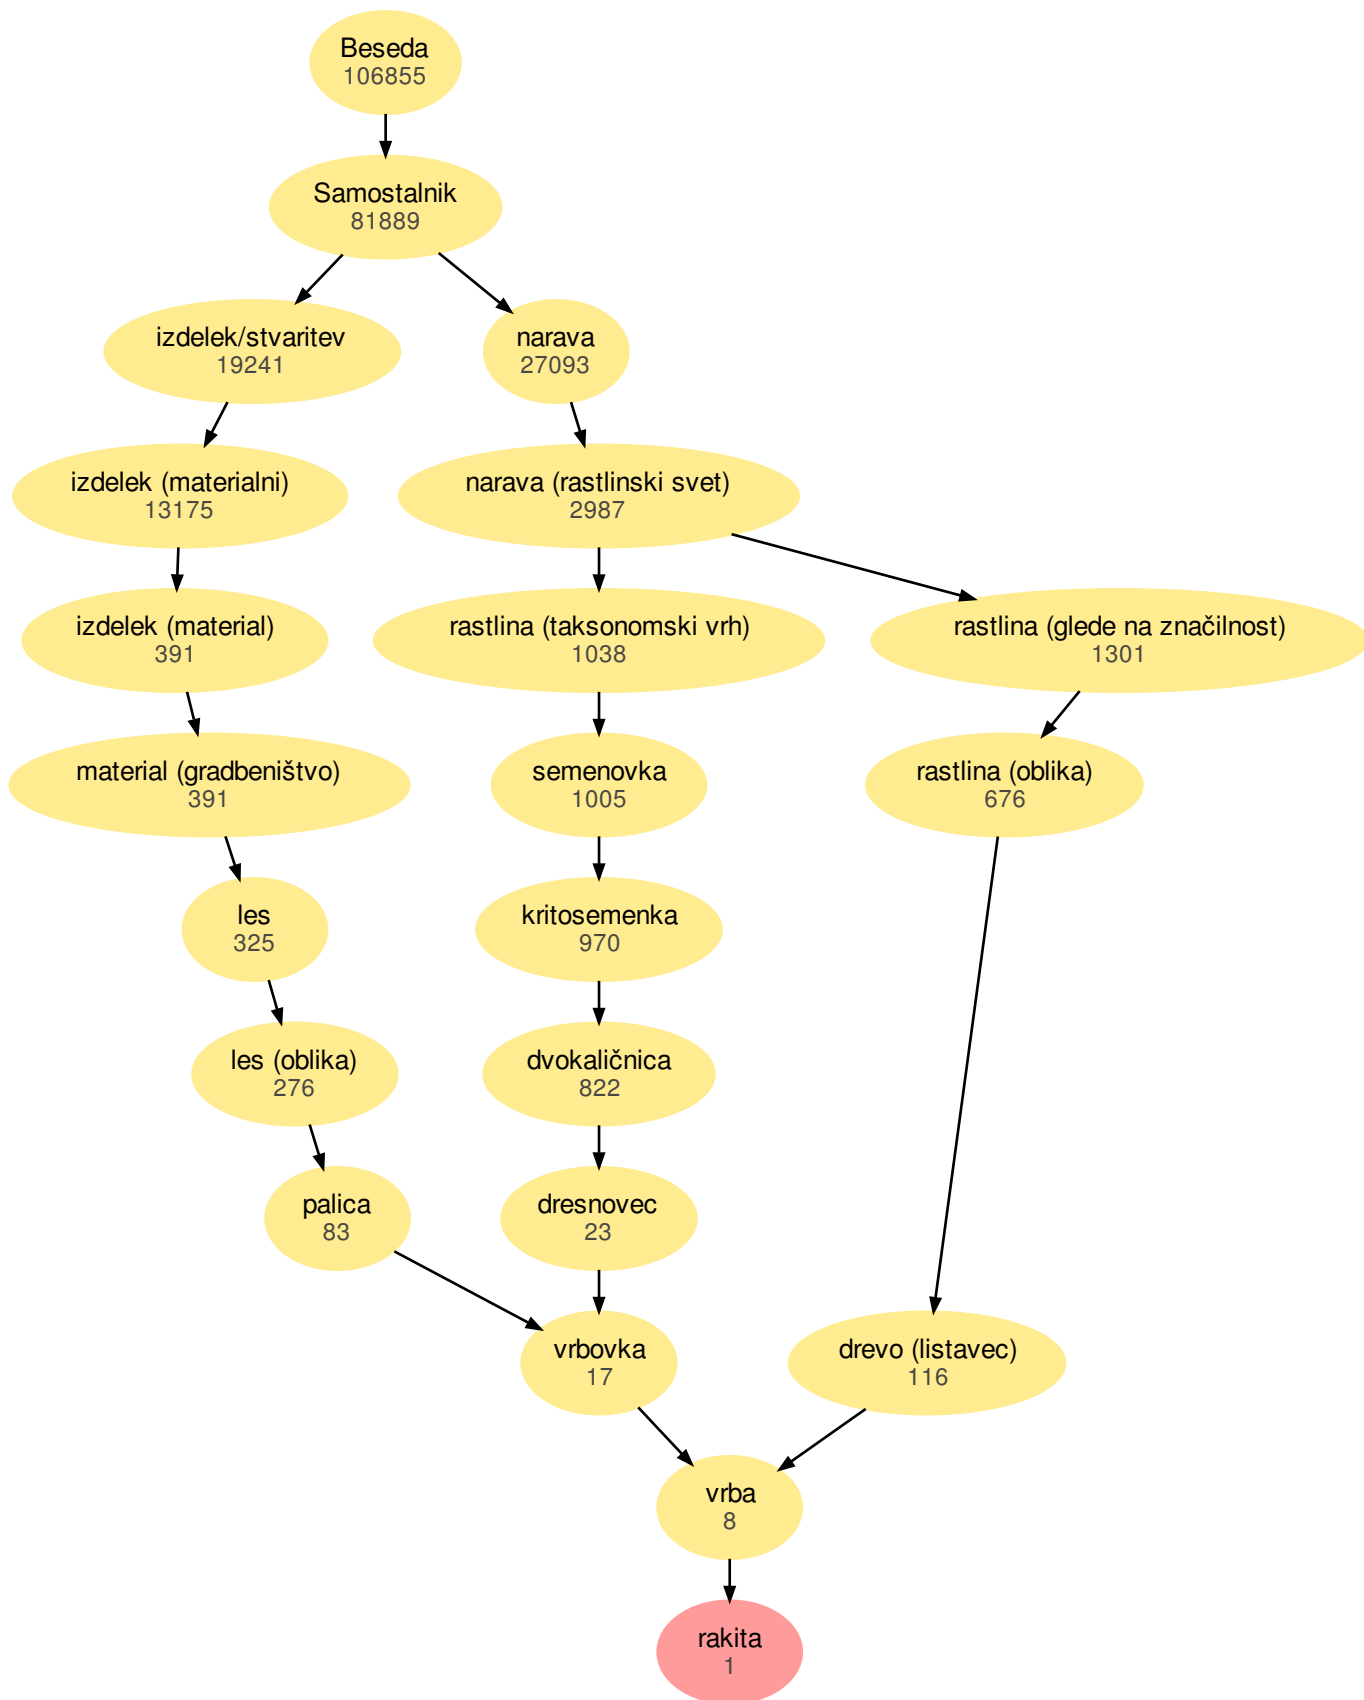 Beseda
106855
Samostalnik
81889
izdelek/stvaritev
19241
narava
27093
izdelek (materialni)
13175
narava (rastlinski svet)
2987
izdelek (material)
391
rastlina (taksonomski vrh)
1038
rastlina (glede na značilnost)
1301
material (gradbeništvo)
391
semenovka
1005
rastlina (oblika)
676
les
325
kritosemenka
970
les (oblika)
276
dvokaličnica
822
palica
83
dresnovec
23
vrbovka
17
drevo (listavec)
116
vrba
8
rakita
1